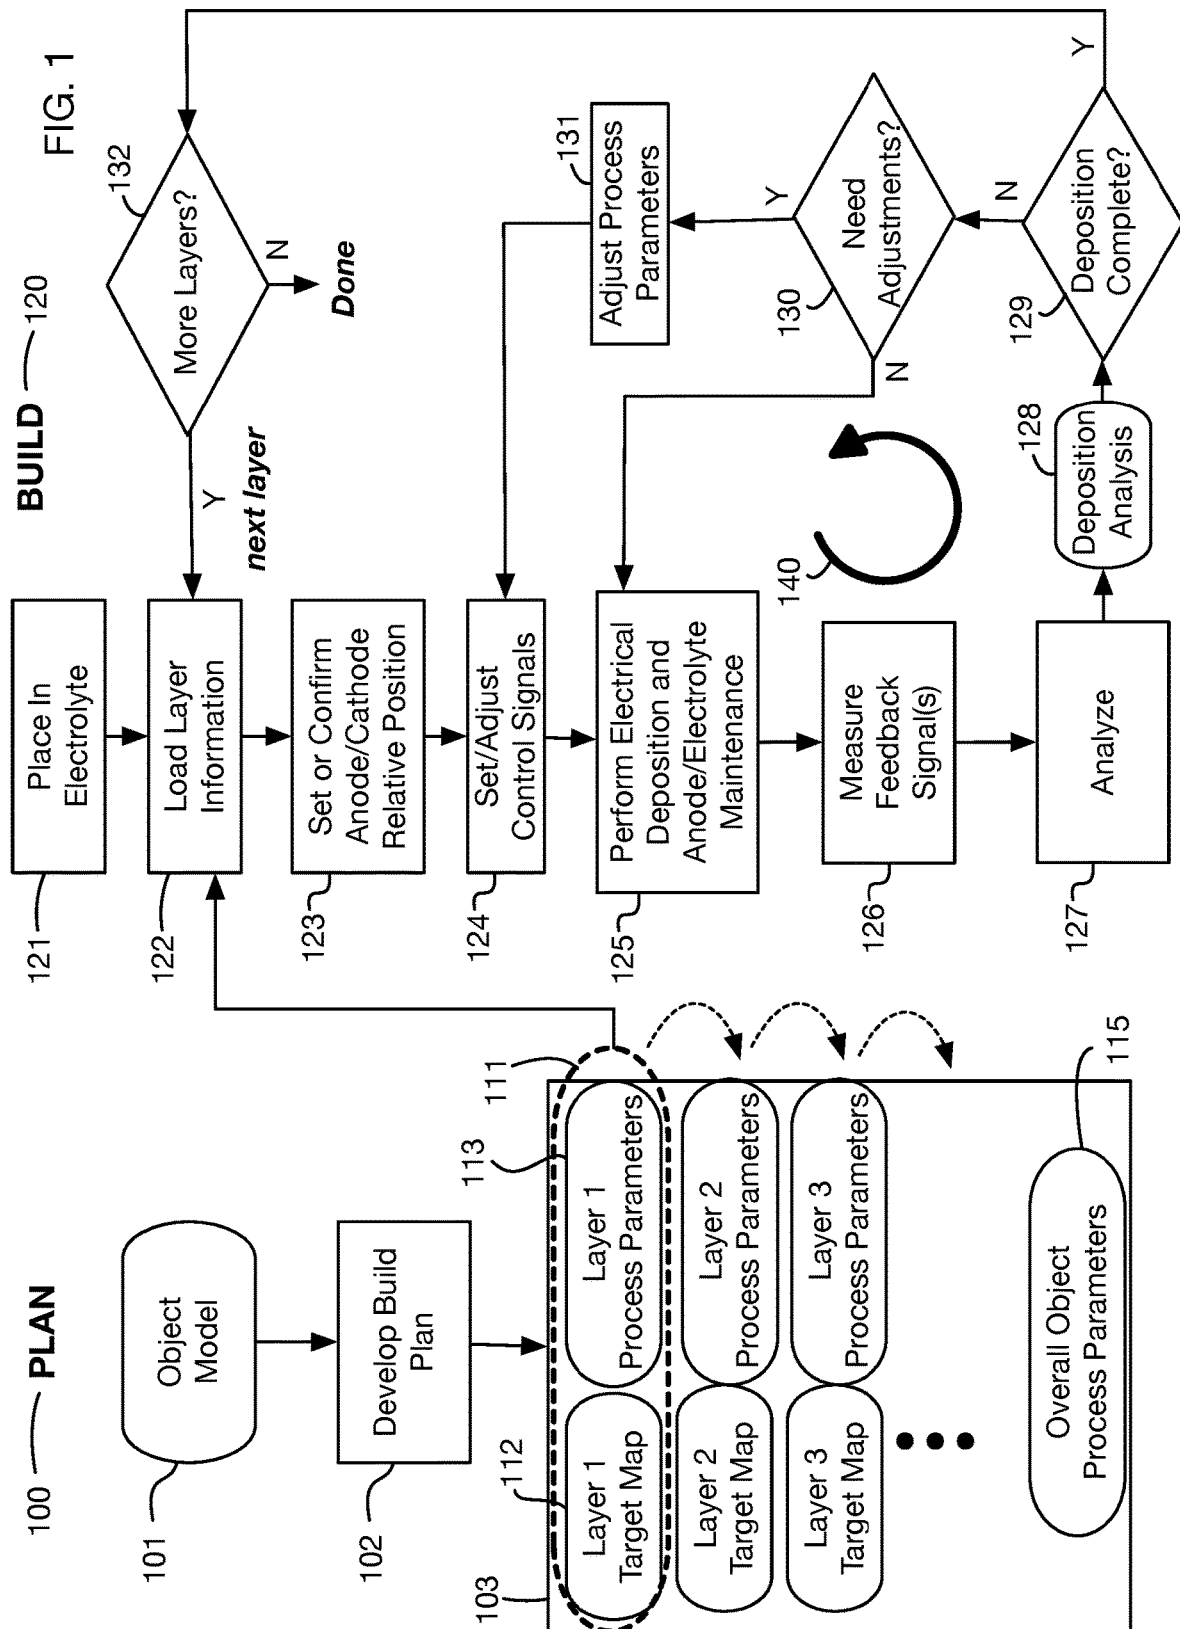 FIG. 1
100
PLAN
101
Object
Model
102
Develop Build
Plan
103
111
112
Layer 1
Target Map
113
Layer 1
Process Parameters
Layer 2
Target Map
Layer 2
Process Parameters
Layer 3
Target Map
Layer 3
Process Parameters
115
Overall Object
Process Parameters
BUILD
120
121
Place In
Electrolyte
122
Load Layer
Information
123
Set or Confirm
Anode/Cathode
Relative Position
124
Set/Adjust
Control Signals
125
Perform Electrical
Deposition and
Anode/Electrolyte
Maintenance
126
Measure
Feedback
Signal(s)
127
Analyze
128
Deposition
Analysis
129
Deposition
Complete?
N
Y
130
Need
Adjustments?
N
Y
131
Adjust Process
Parameters
132
More Layers?
Y
next layer
N
Done
140